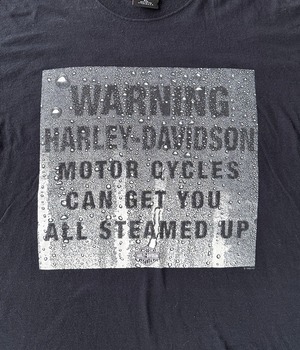 WARNING
HARLEY-DAVIDSON
MOTOR CYCLES
CAN GET YOU
ALL STEAMED UP